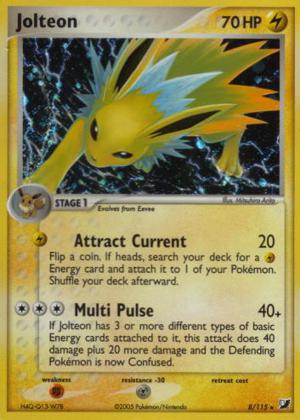 Jolteon
70 HP
Illus. Mitsuhiro Arita
STAGE 1
Evolves from Eevee
Attract Current 20
Flip a coin. If heads, search your deck for a
Energy card and attach it to 1 of your Pokémon.
Shuffle your deck afterward.
Multi Pulse 40+
If Jolteon has 3 or more different types of basic
Energy cards attached to it, this attack does 40
damage plus 20 more damage and the Defending
Pokémon is now Confused.
weakness
resistance -30
retreat cost
©2005 Pokémon/Nintendo
8/115